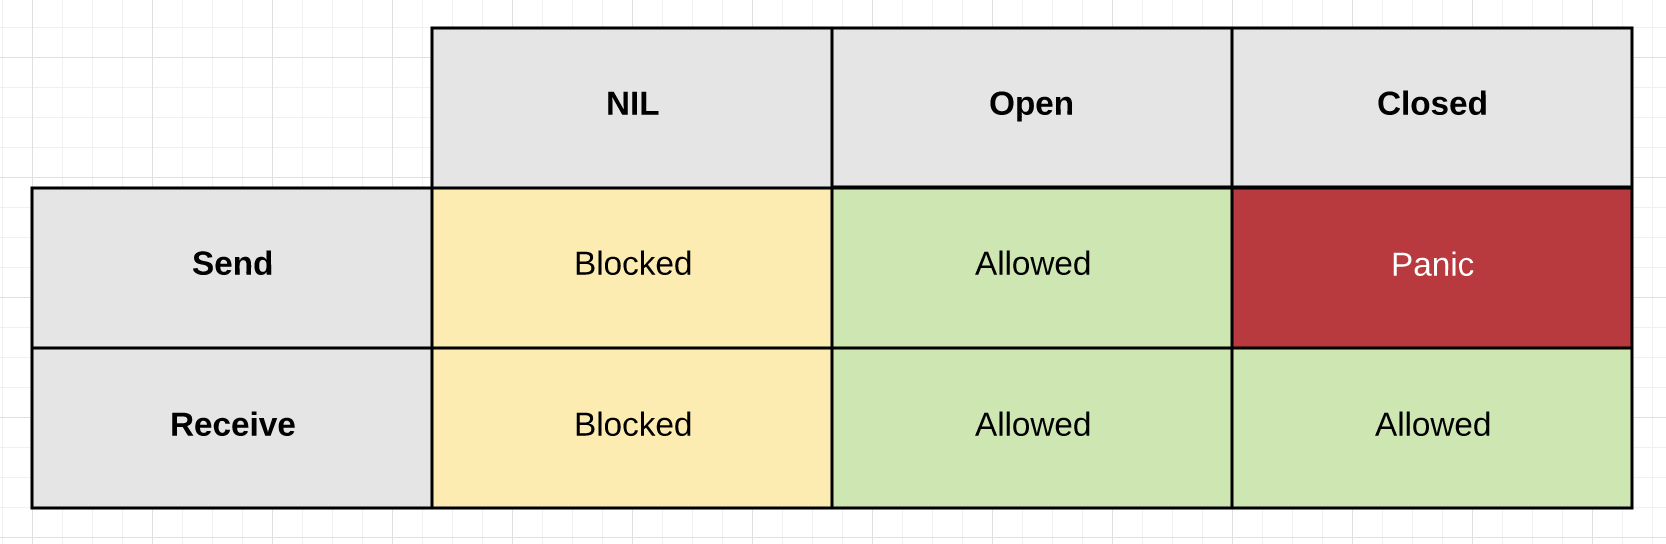 NIL Open Closed
Send Blocked Allowed Panic
Receive Blocked Allowed Allowed